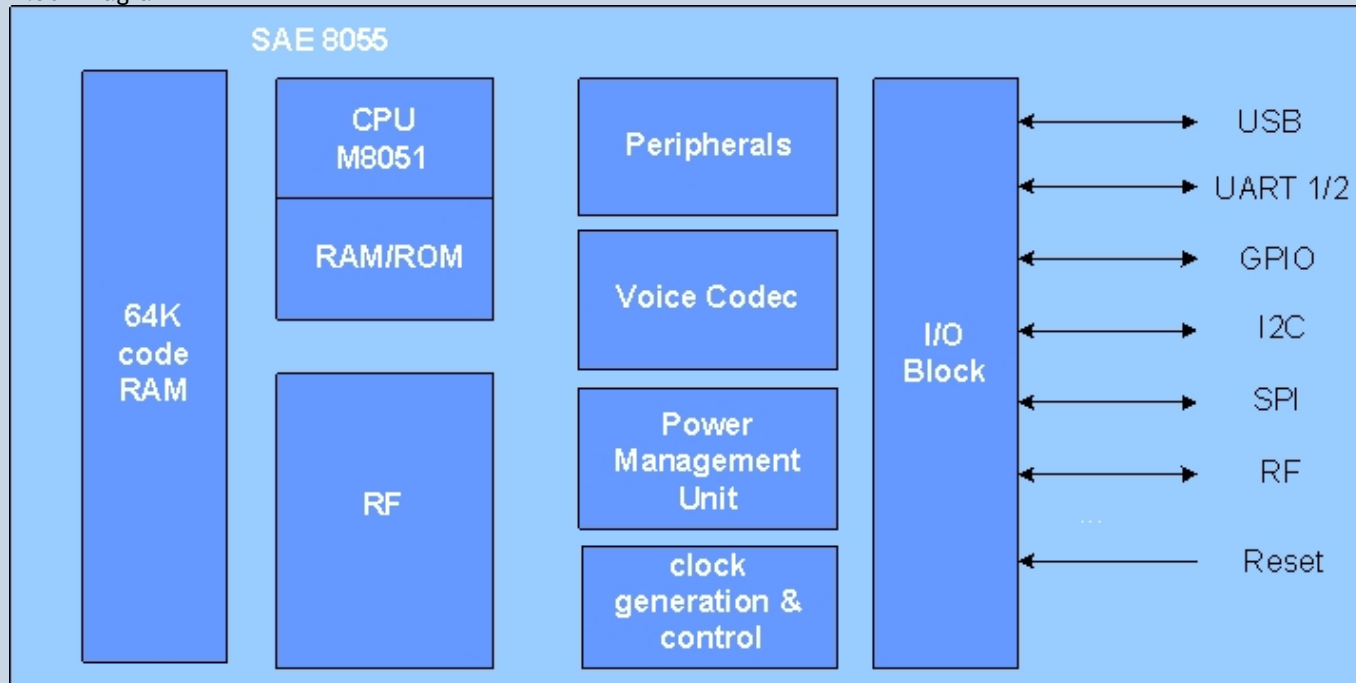 SAE 8055
64K
code
RAM
CPU
M8051
RAM/ROM
RF
Peripherals
Voice Codec
Power
Management
Unit
clock
generation &
control
I/O
Block
USB
UART 1/2
GPIO
I2C
SPI
RF
...
Reset